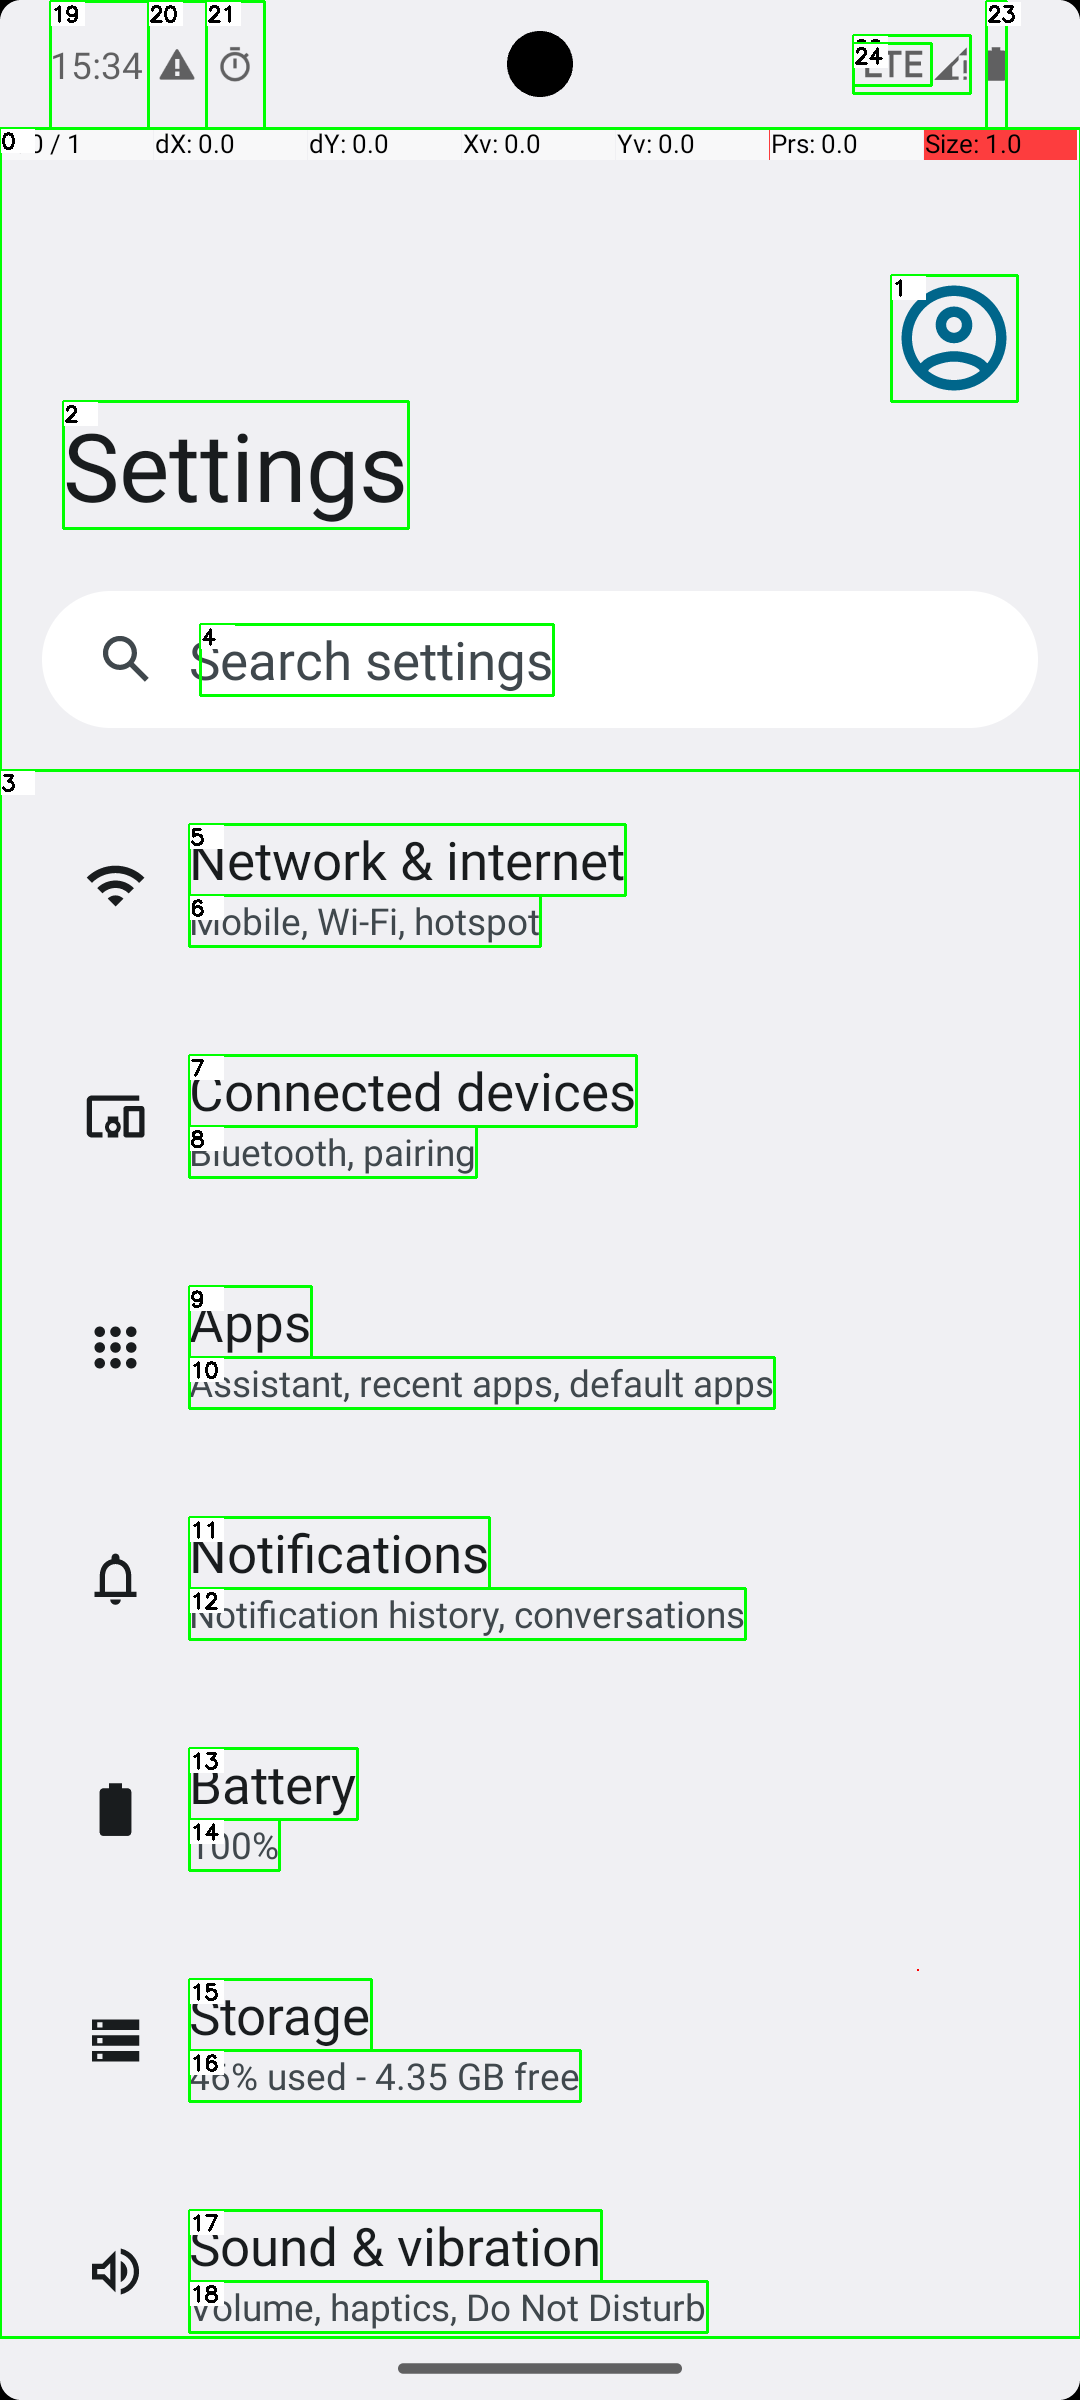 19 20 21 23
15:34 24 LTE
0 0 / 1 dX: 0.0 dY: 0.0 Xv: 0.0 Yv: 0.0 Prs: 0.0 Size: 1.0
1
2
Settings
4
Search settings
3
5
Network & internet
6
Mobile, Wi-Fi, hotspot
7
Connected devices
8
Bluetooth, pairing
9
Apps
10
Assistant, recent apps, default apps
11
Notifications
12
Notification history, conversations
13
Battery
14
100%
15
Storage
16
46% used - 4.35 GB free
17
Sound & vibration
18
Volume, haptics, Do Not Disturb